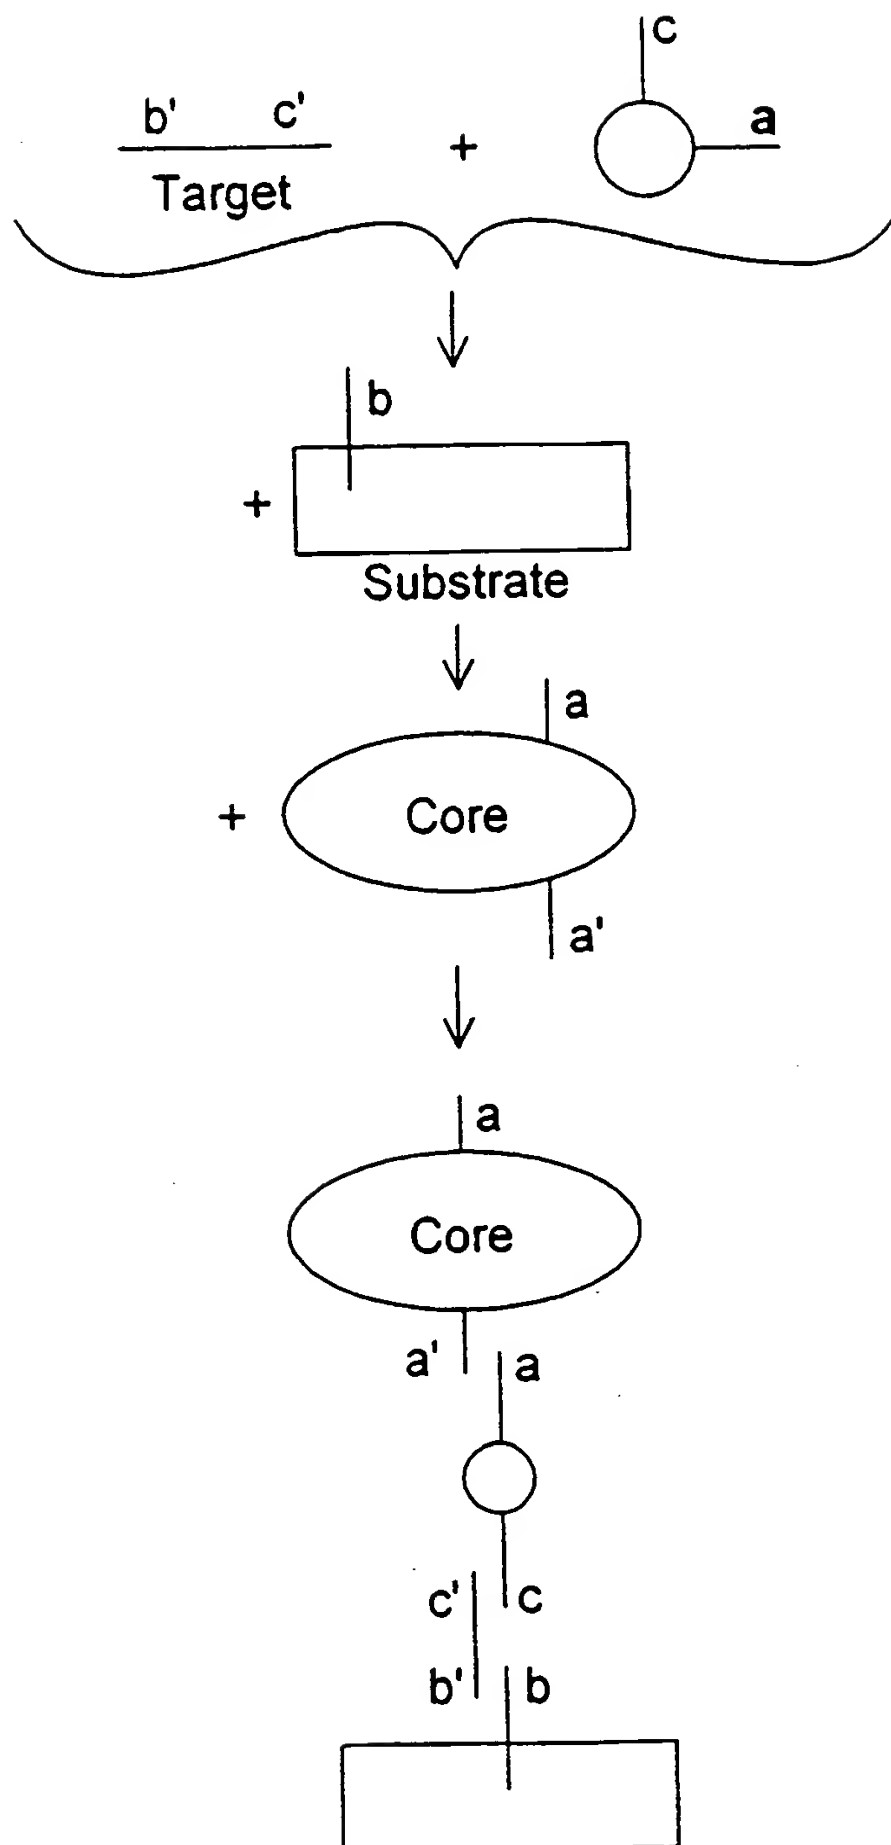 c
b' c' + a
Target
b
+
Substrate
a
+ Core
a'
a
Core
a' a
c' c
b' b